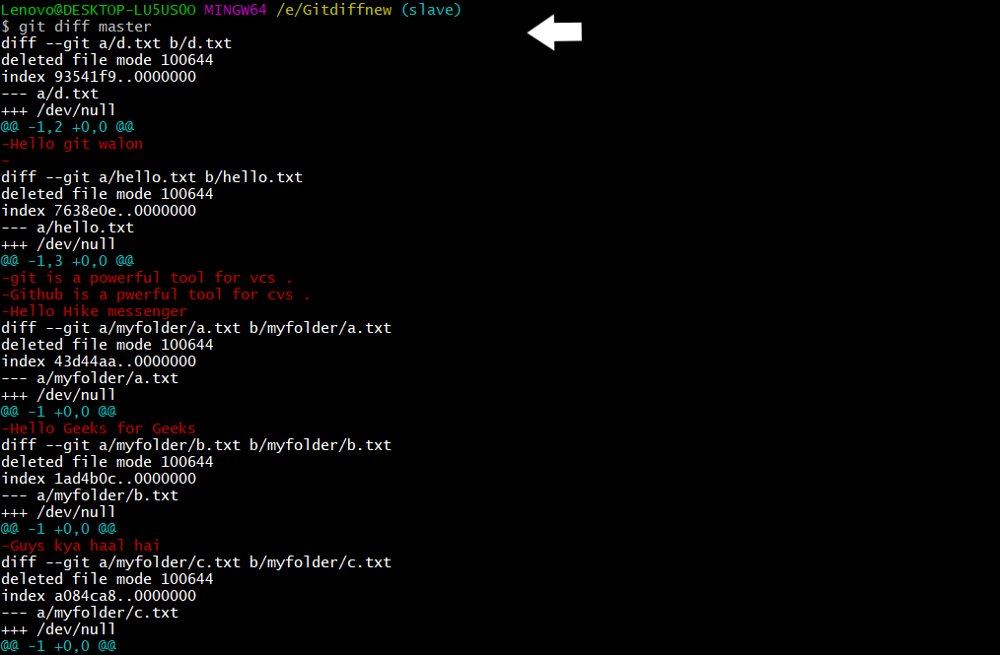 Lenovo@DESKTOP-LU5USOO MINGW64 /e/Gitdiffnew (slave)
$ git diff master
diff --git a/d.txt b/d.txt
deleted file mode 100644
index 93541f9..0000000
--- a/d.txt
+++ /dev/null
@@ -1,2 +0,0 @@
-Hello git walon
-
diff --git a/hello.txt b/hello.txt
deleted file mode 100644
index 7638e0e..0000000
--- a/hello.txt
+++ /dev/null
@@ -1,3 +0,0 @@
-git is a powerful tool for vcs .
-Github is a pwerful tool for cvs .
-Hello Hike messenger
diff --git a/myfolder/a.txt b/myfolder/a.txt
deleted file mode 100644
index 43d44aa..0000000
--- a/myfolder/a.txt
+++ /dev/null
@@ -1 +0,0 @@
-Hello Geeks for Geeks
diff --git a/myfolder/b.txt b/myfolder/b.txt
deleted file mode 100644
index 1ad4b0c..0000000
--- a/myfolder/b.txt
+++ /dev/null
@@ -1 +0,0 @@
-Guys kya haal hai
diff --git a/myfolder/c.txt b/myfolder/c.txt
deleted file mode 100644
index a084ca8..0000000
--- a/myfolder/c.txt
+++ /dev/null
@@ -1 +0,0 @@